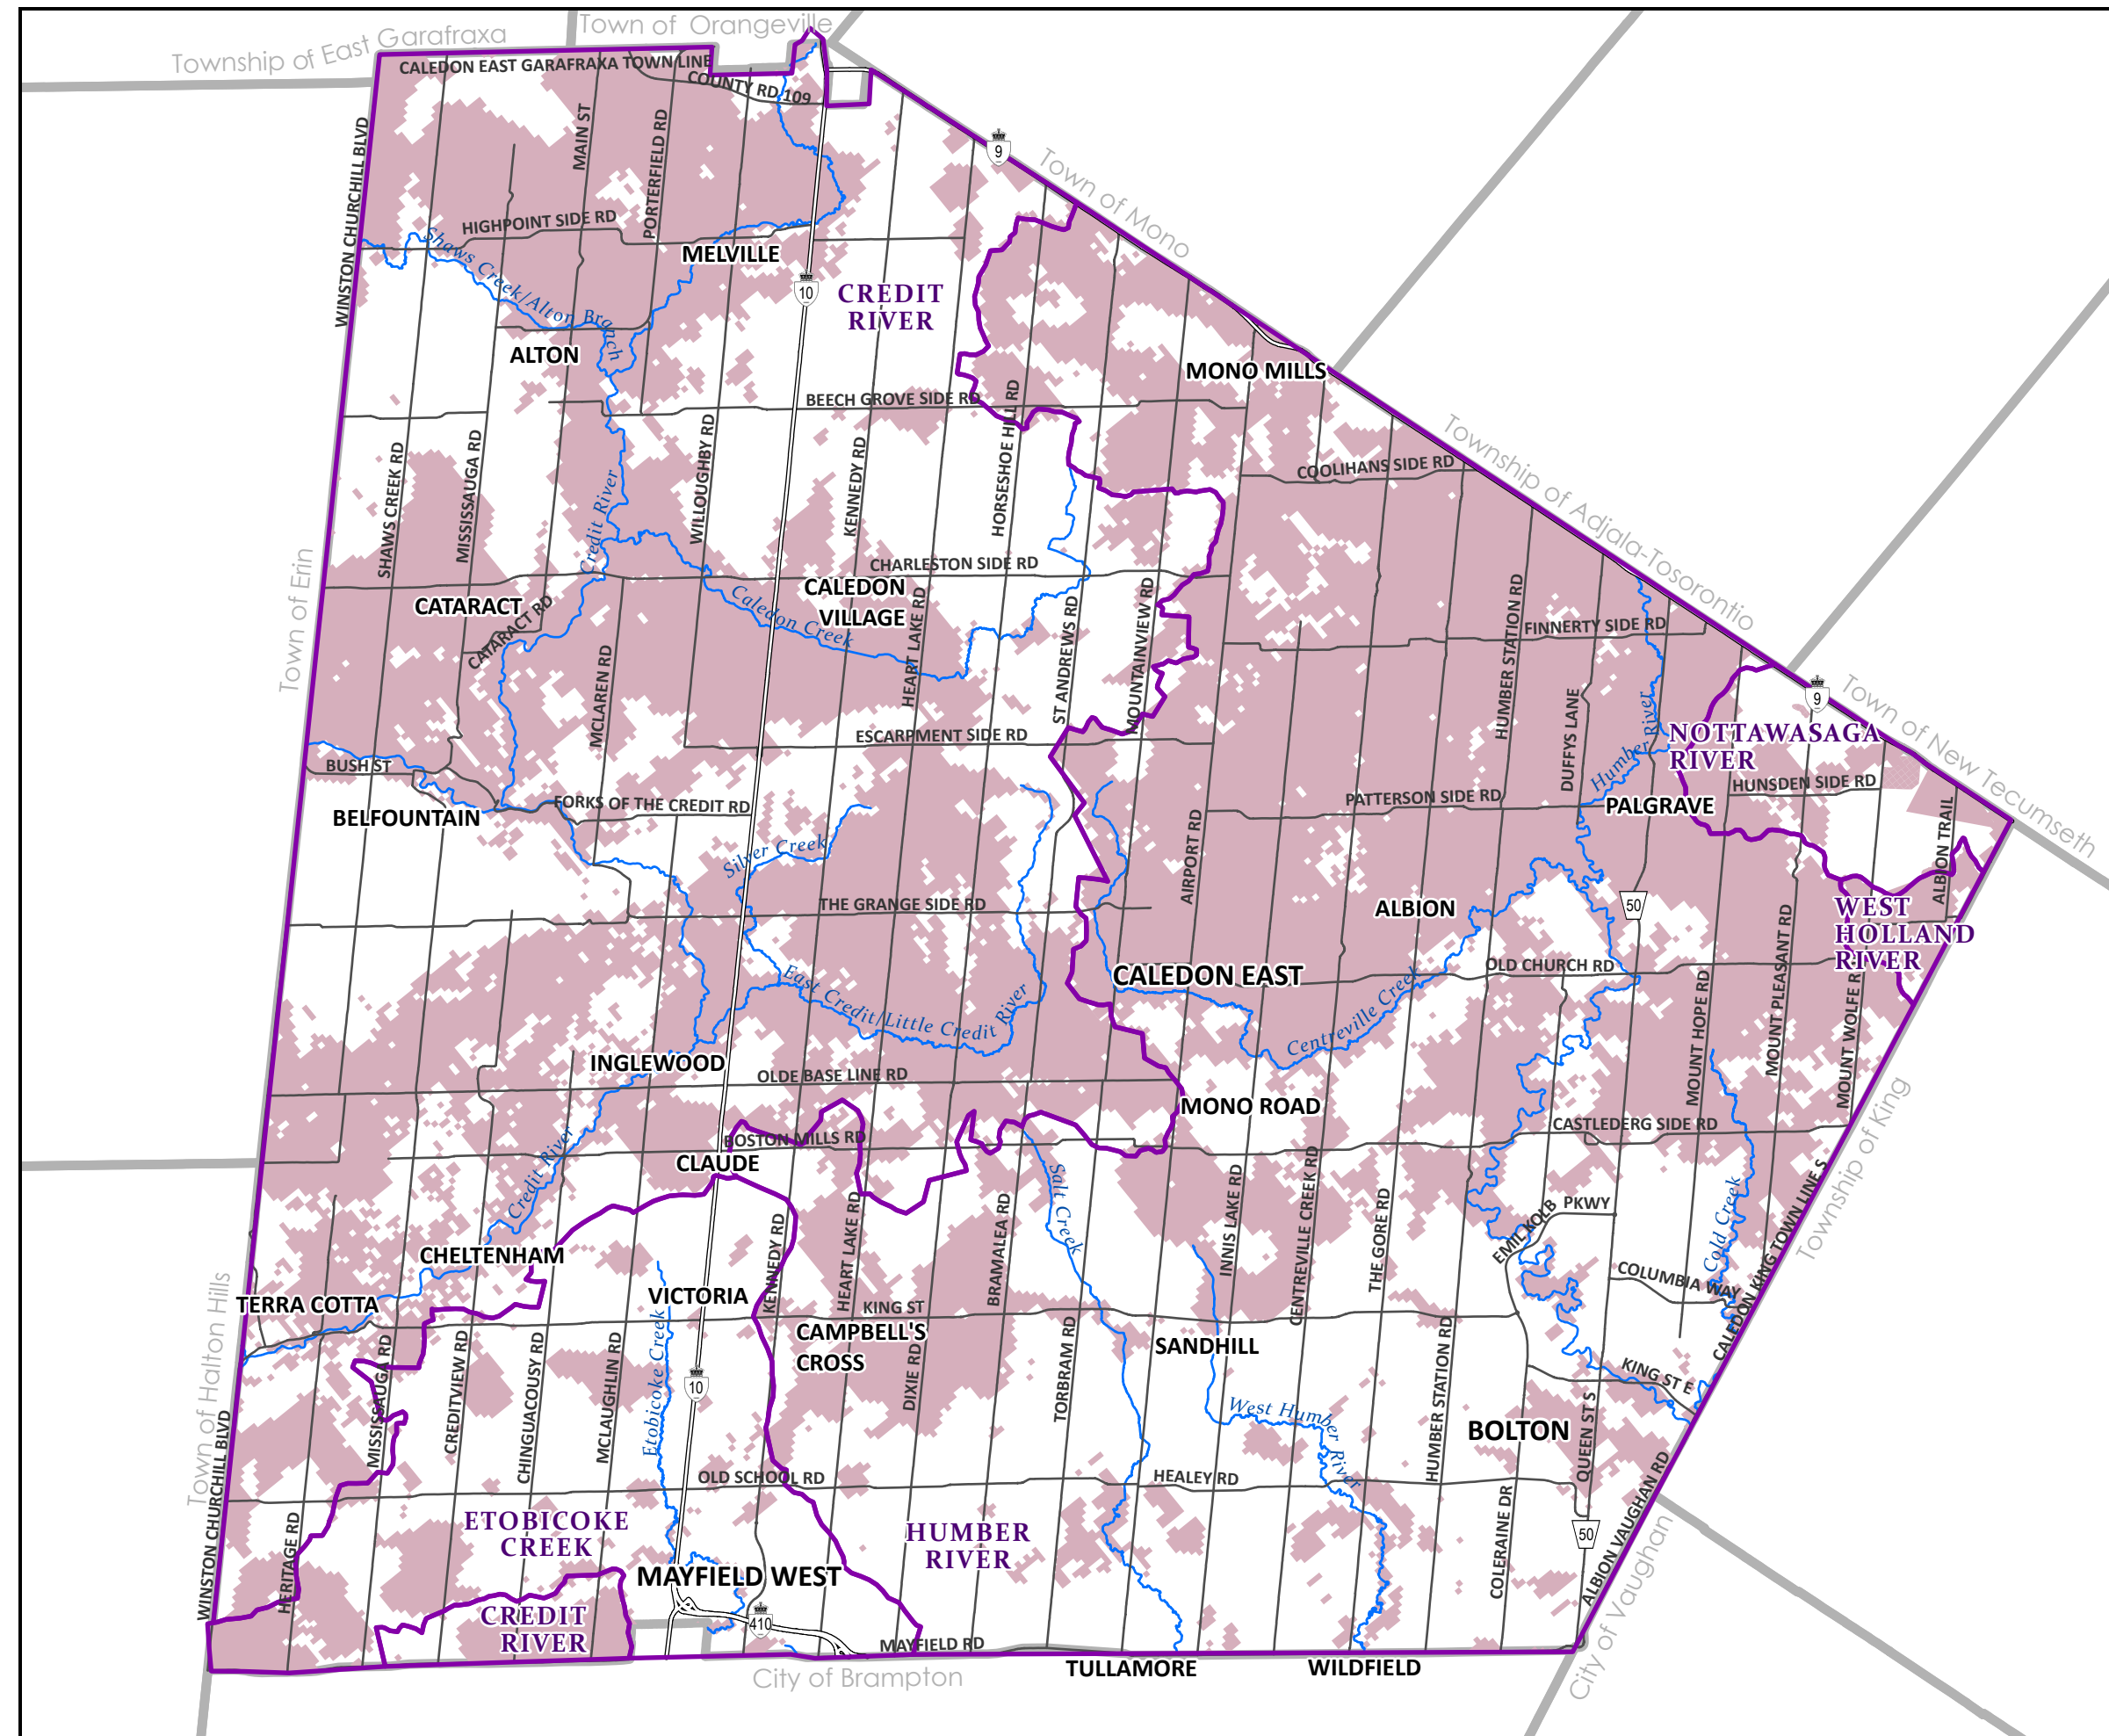 Town of Orangeville
Township of East Garafraxa
CALEDON EAST GARAFRAXA TOWN LINE
COUNTY RD 109
WINSTON CHURCHILL BLVD
MAIN ST
PORTERFIELD RD
9
Town of Mono
HIGHPOINT SIDE RD
Shaws Creek/Alton Branch
MELVILLE
10
CREDIT
RIVER
ALTON
MONO MILLS
BEECH GROVE SIDE RD
HORSESHOE HILL RD
Township of Adjala-Tosorontio
SHAWS CREEK RD
MISSISSAUGA RD
WILLOUGHBY RD
KENNEDY RD
COOLIHANS SIDE RD
Credit River
CHARLESTON SIDE RD
Town of Erin
CATARACT
CATARACT RD
Caledon Creek
CALEDON
VILLAGE
HEART LAKE RD
ST ANDREWS RD
MOUNTAINVIEW RD
HUMBER STATION RD
FINNERTY SIDE RD
MCLAREN RD
DUFFYS LANE
Humber River
9
Town of New Tecumseth
NOTTAWASAGA
RIVER
ESCARPMENT SIDE RD
BUSH ST
BELFOUNTAIN
FORKS OF THE CREDIT RD
PATTERSON SIDE RD
PALGRAVE
HUNSDEN SIDE RD
Silver Creek
AIRPORT RD
ALBION TRAIL
THE GRANGE SIDE RD
ALBION
50
WEST
HOLLAND
RIVER
CALEDON EAST
OLD CHURCH RD
East Credit/Little Credit River
Centreville Creek
MOUNT HOPE RD
MOUNT PLEASANT RD
MOUNT WOLFE R
INGLEWOOD
OLDE BASE LINE RD
MONO ROAD
CASTLEDERG SIDE RD
BOSTON MILLS RD
CLAUDE
Credit River
Salt Creek
INNIS LAKE RD
CENTREVILLE CREEK RD
THE GORE RD
EMIL KOLB PKWY
Cold Creek
CALEDON KING TOWN LINE S
Township of King
CHELTENHAM
KENNEDY RD
HEART LAKE RD
BRAMALEA RD
COLUMBIA WAY
TERRA COTTA
VICTORIA
KING ST
CAMPBELL'S
CROSS
SANDHILL
Town of Halton Hills
MISSISSAUGA RD
CREDITVIEW RD
CHINGUACOUSY RD
MCLAUGHLIN RD
Etobicoke Creek
10
DIXIE RD
TORBRAM RD
HUMBER STATION RD
KING ST E
West Humber River
BOLTON
QUEEN ST S
WINSTON CHURCHILL BLVD
OLD SCHOOL RD
HEALEY RD
HERITAGE RD
ETOBICOKE
CREEK
HUMBER
RIVER
COLERAINE DR
50
ALBION VAUGHAN RD
City of Vaughan
MAYFIELD WEST
CREDIT
RIVER
410
MAYFIELD RD
City of Brampton
TULLAMORE
WILDFIELD